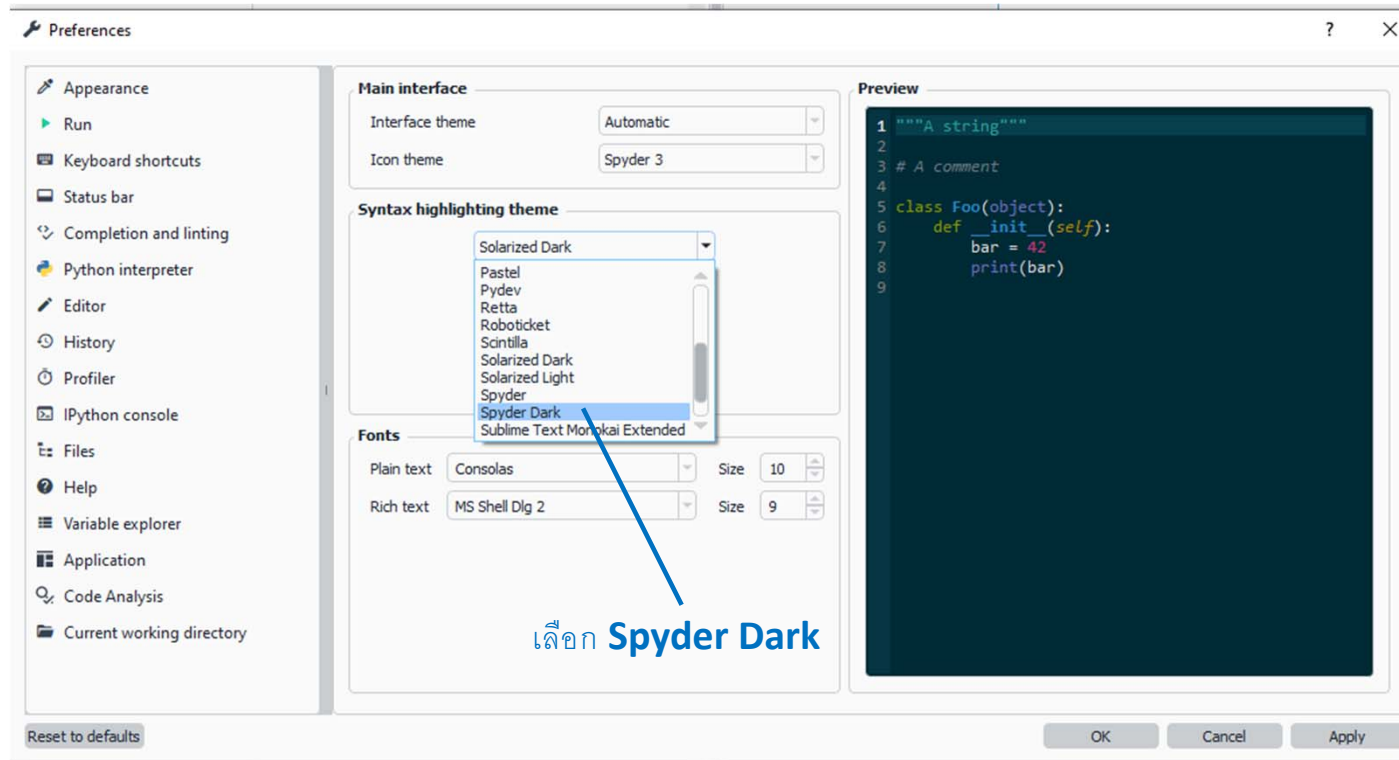 Preferences
?
Appearance
Run
Keyboard shortcuts
Status bar
Completion and linting
Python interpreter
Editor
History
Profiler
IPython console
Files
Help
Variable explorer
Application
Code Analysis
Current working directory
Main interface
Interface theme Automatic
Icon theme Spyder 3
Syntax highlighting theme
Solarized Dark
Pastel
Pydev
Retta
Roboticket
Scintilla
Solarized Dark
Solarized Light
Spyder
Spyder Dark
Sublime Text Monokai Extended
Fonts
Plain text Consolas Size 10
Rich text MS Shell Dlg 2 Size 9
เลือก Spyder Dark
Preview
1 """A string"""
2
3 # A comment
4
5 class Foo(object):
6     def __init__(self):
7         bar = 42
8         print(bar)
9
Reset to defaults
OK Cancel Apply